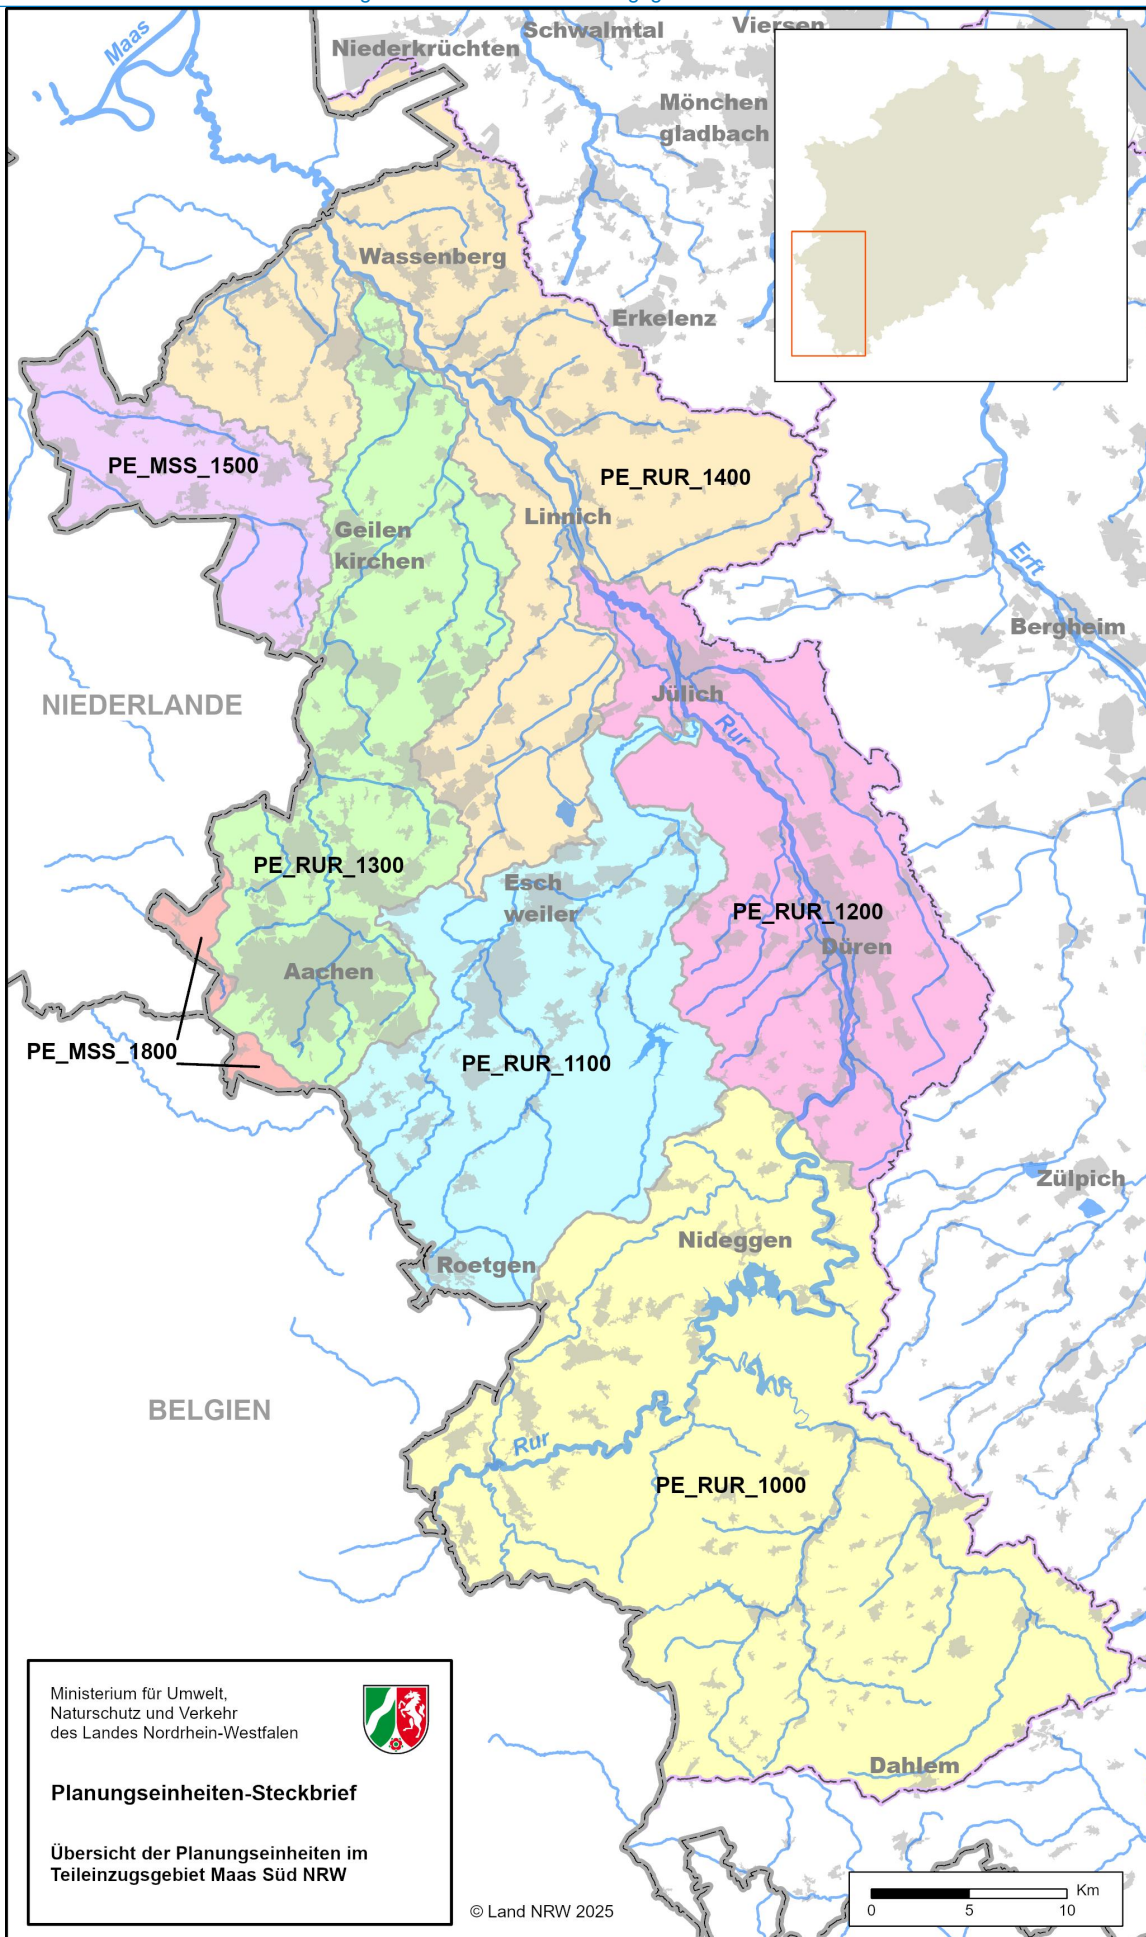 Maas
Niederkrüchten
Schwalmtal
Viersen
Mönchen
gladbach
Wassenberg
Erkelenz
PE_MSS_1500
PE_RUR_1400
Geilen
kirchen
Linnich
Erft
Bergheim
NIEDERLANDE
Jülich
Rur
PE_RUR_1300
Esch
weiler
PE_RUR_1200
Düren
Aachen
PE_MSS_1800
PE_RUR_1100
Zülpich
Nideggen
Roetgen
BELGIEN
Rur
PE_RUR_1000
Dahlem
Ministerium für Umwelt,
Naturschutz und Verkehr
des Landes Nordrhein-Westfalen
Planungseinheiten-Steckbrief
Übersicht der Planungseinheiten im
Teileinzugsgebiet Maas Süd NRW
© Land NRW 2025
Km
0 5 10